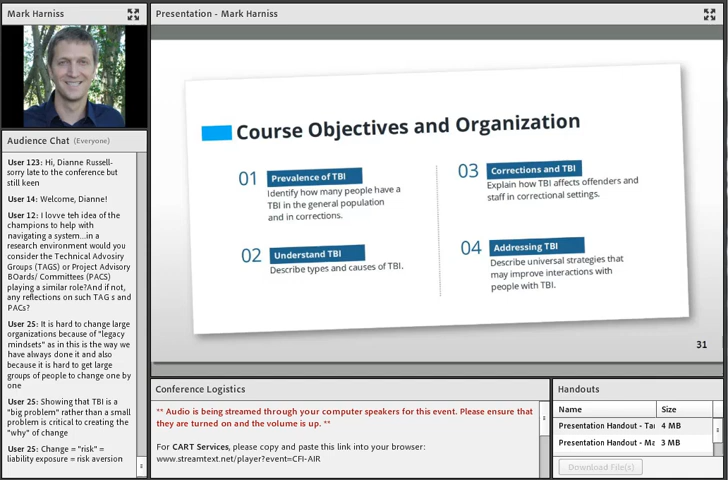 Mark Harniss
Presentation - Mark Harniss
Audience Chat (Everyone)
User 123: Hi, Dianne Russell-
sorry late to the conference but
still keen
User 14: Welcome, Dianne!
User 12: I lovve teh idea of the
champions to help with
navigating a system...in a
research environment would you
consider the Technical Advosiry
Groups (TAGS) or Project Advisory
BOards/ Committees (PACS)
playing a similar role?And if not,
any reflections on such TAG s and
PACs?
User 25: It is hard to change large
organizations because of "legacy
mindsets" as in this is the way we
have always done it and also
because it is hard to get large
groups of people to change one by
one
User 25: Showing that TBI is a
"big problem" rather than a small
problem is critical to creating the
"why" of change
User 25: Change = "risk" =
liability exposure = risk aversion
Course Objectives and Organization
01 Prevalence of TBI
Identify how many people have a
TBI in the general population
and in corrections.
02 Understand TBI
Describe types and causes of TBI.
03 Corrections and TBI
Explain how TBI affects offenders and
staff in correctional settings.
04 Addressing TBI
Describe universal strategies that
may improve interactions with
people with TBI.
31
Conference Logistics
** Audio is being streamed through your computer speakers for this event. Please ensure that
they are turned on and the volume is up. **
For CART Services, please copy and paste this link into your browser:
www.streamtext.net/player?event=CFI-AIR
Handouts
Name Size
Presentation Handout - Tai 4 MB
Presentation Handout - Ma 3 MB
Download File(s)